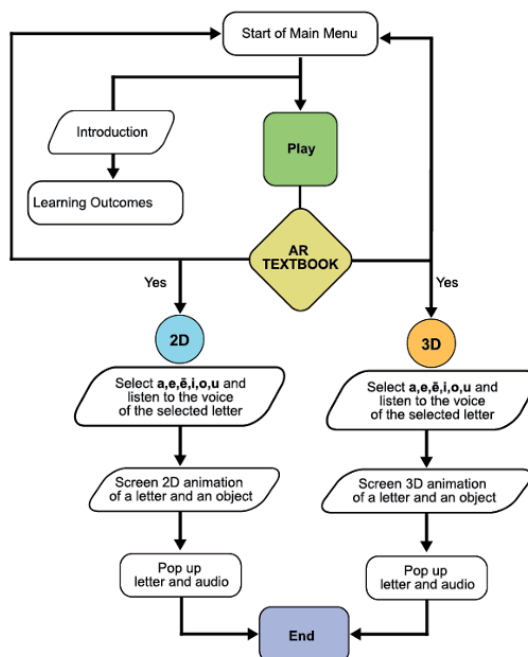 Start of Main Menu
Introduction
Play
Learning Outcomes
AR
TEXTBOOK
Yes
Yes
2D
3D
Select a,e,ĕ,i,o,u and
listen to the voice
of the selected letter
Select a,e,ĕ,i,o,u and
listen to the voice
of the selected letter
Screen 2D animation
of a letter and an object
Screen 3D animation
of a letter and an object
Pop up
letter and audio
Pop up
letter and audio
End